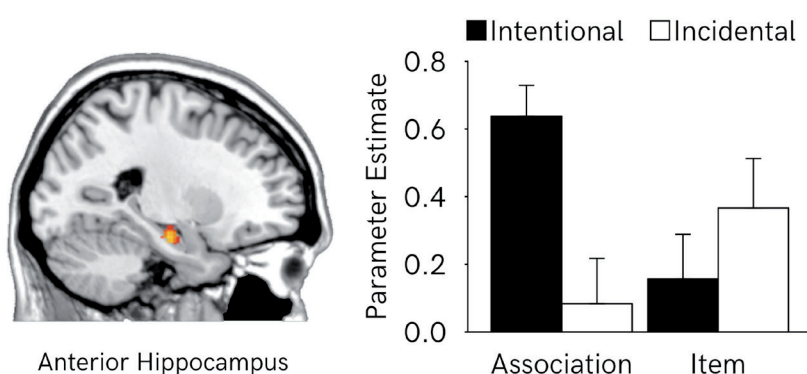 Anterior Hippocampus
Intentional Incidental
Parameter Estimate
0.8
0.6
0.4
0.2
0.0
Association Item